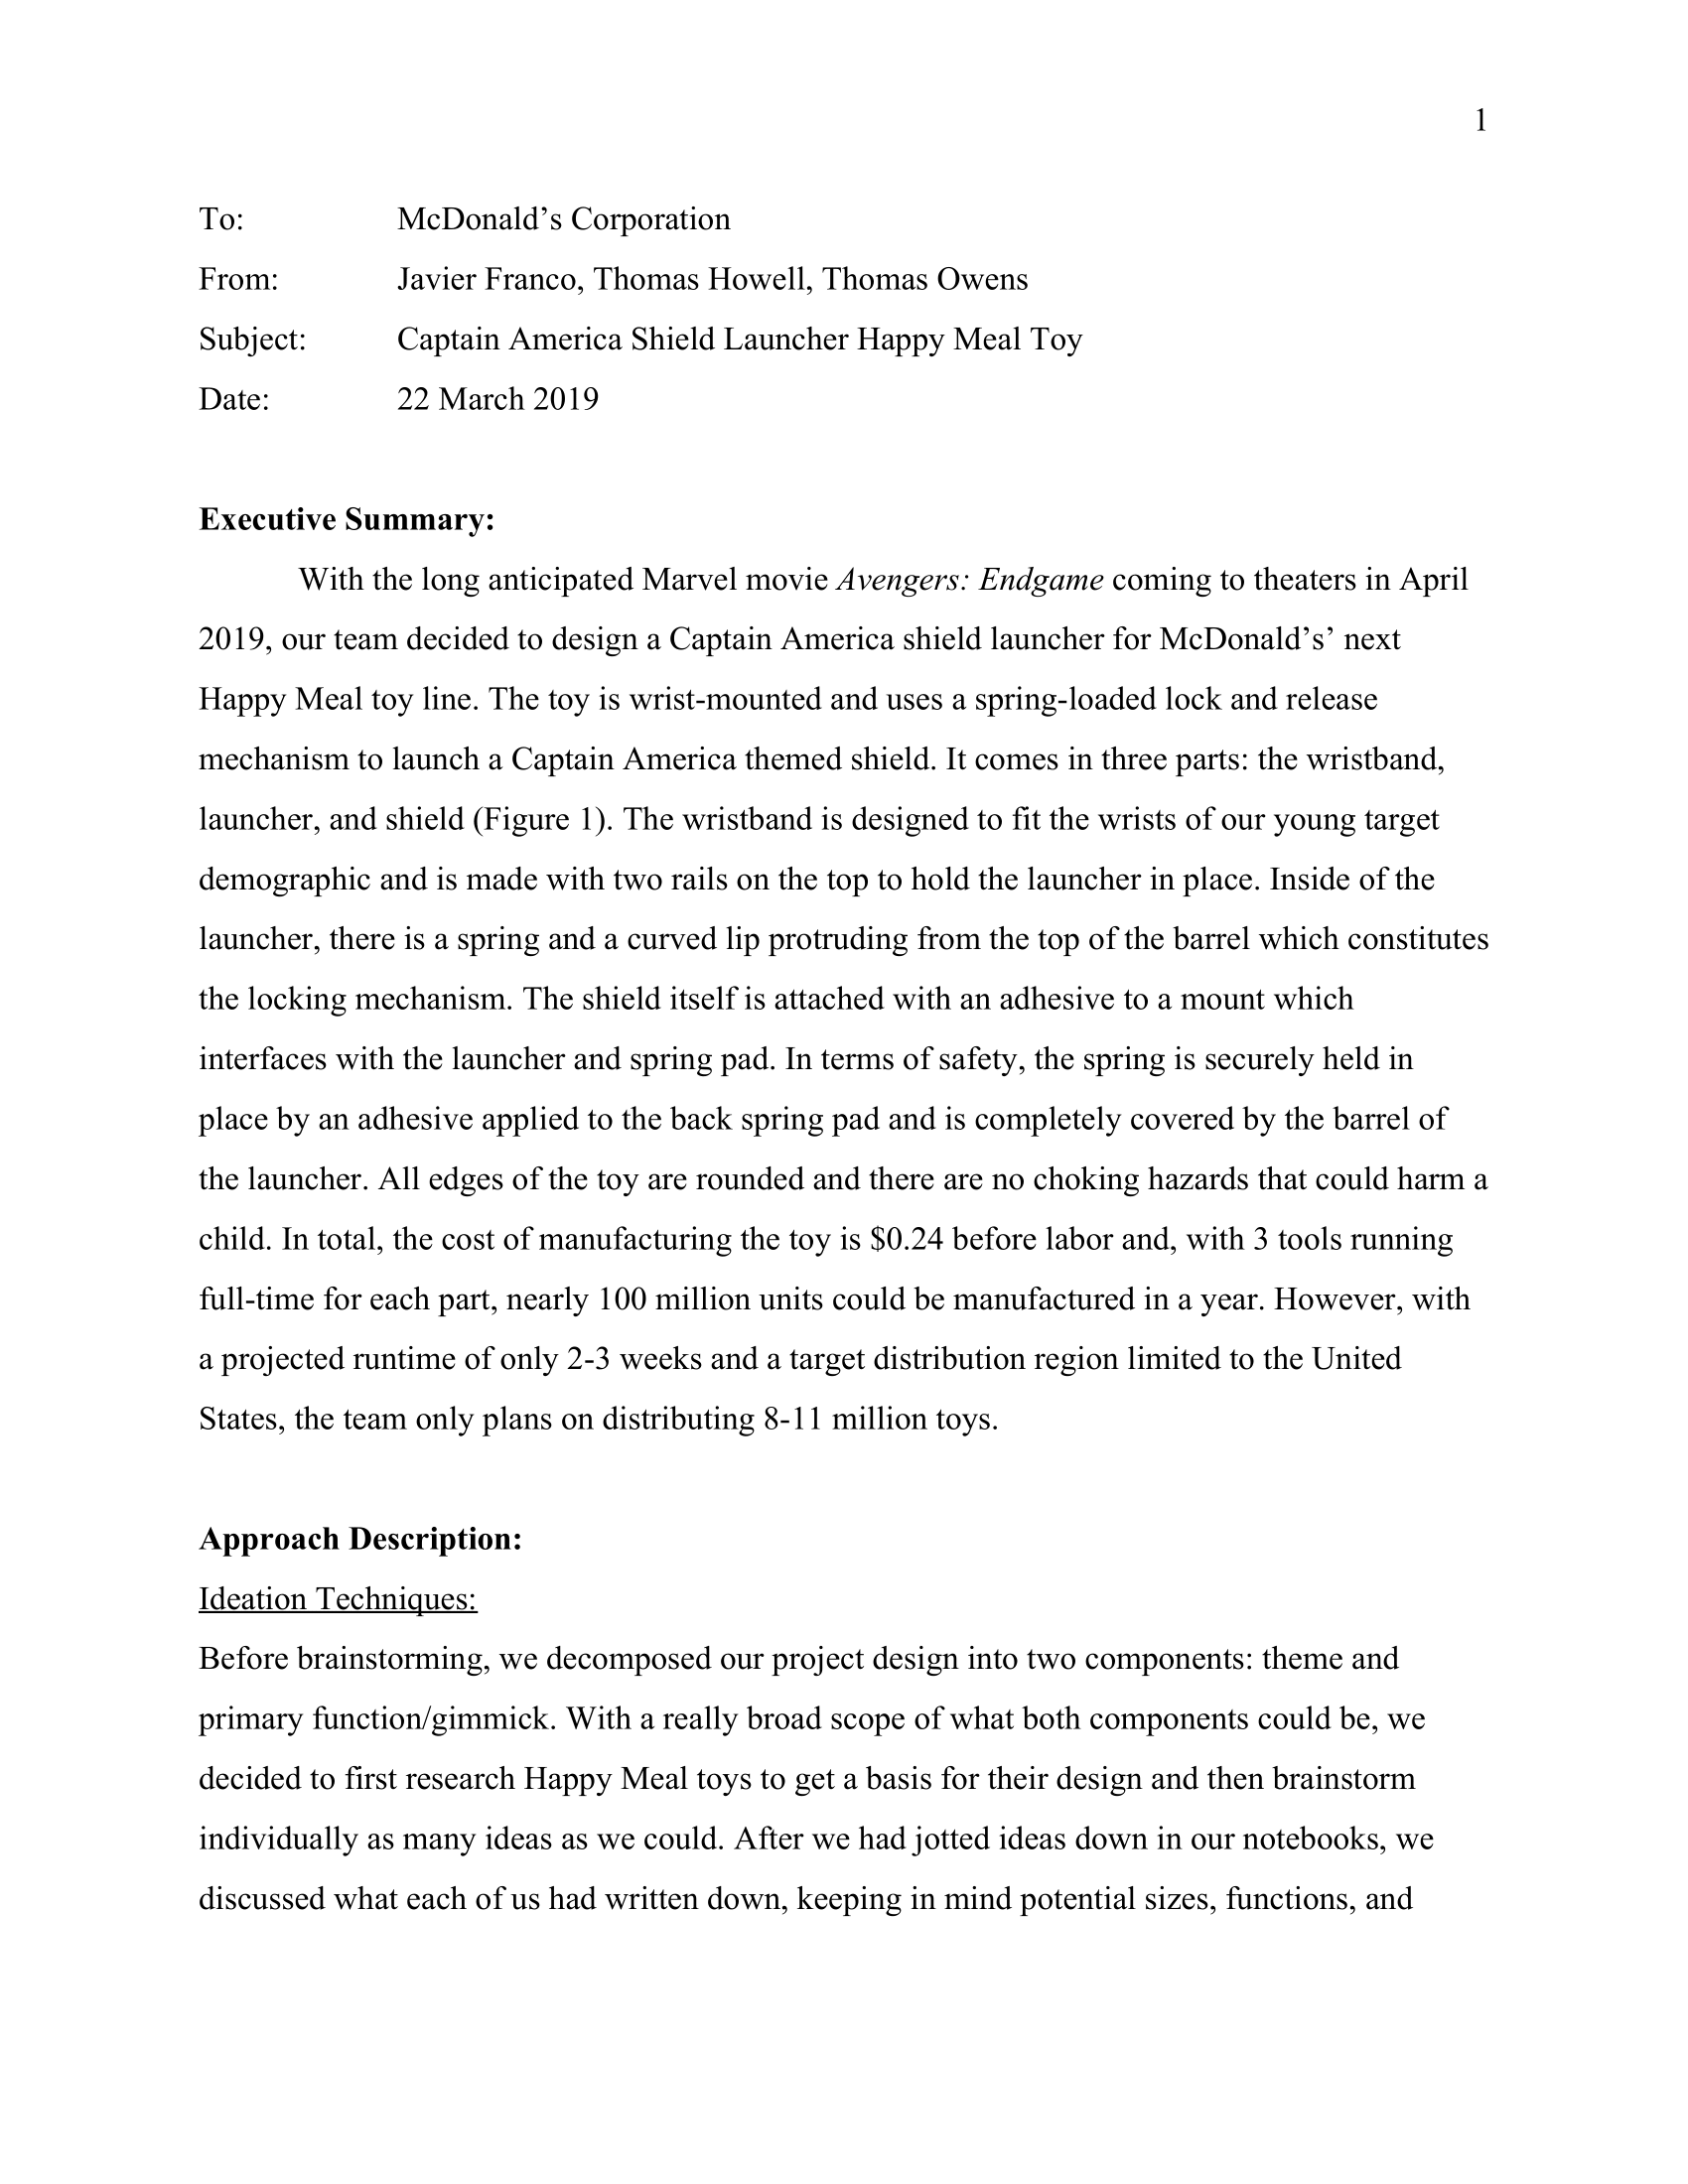 1
To: McDonald’s Corporation
From: Javier Franco, Thomas Howell, Thomas Owens
Subject: Captain America Shield Launcher Happy Meal Toy
Date: 22 March 2019
Executive Summary:
With the long anticipated Marvel movie Avengers: Endgame coming to theaters in April
2019, our team decided to design a Captain America shield launcher for McDonald’s’ next
Happy Meal toy line. The toy is wrist-mounted and uses a spring-loaded lock and release
mechanism to launch a Captain America themed shield. It comes in three parts: the wristband,
launcher, and shield (Figure 1). The wristband is designed to fit the wrists of our young target
demographic and is made with two rails on the top to hold the launcher in place. Inside of the
launcher, there is a spring and a curved lip protruding from the top of the barrel which constitutes
the locking mechanism. The shield itself is attached with an adhesive to a mount which
interfaces with the launcher and spring pad. In terms of safety, the spring is securely held in
place by an adhesive applied to the back spring pad and is completely covered by the barrel of
the launcher. All edges of the toy are rounded and there are no choking hazards that could harm a
child. In total, the cost of manufacturing the toy is $0.24 before labor and, with 3 tools running
full-time for each part, nearly 100 million units could be manufactured in a year. However, with
a projected runtime of only 2-3 weeks and a target distribution region limited to the United
States, the team only plans on distributing 8-11 million toys.
Approach Description:
Ideation Techniques:
Before brainstorming, we decomposed our project design into two components: theme and
primary function/gimmick. With a really broad scope of what both components could be, we
decided to first research Happy Meal toys to get a basis for their design and then brainstorm
individually as many ideas as we could. After we had jotted ideas down in our notebooks, we
discussed what each of us had written down, keeping in mind potential sizes, functions, and